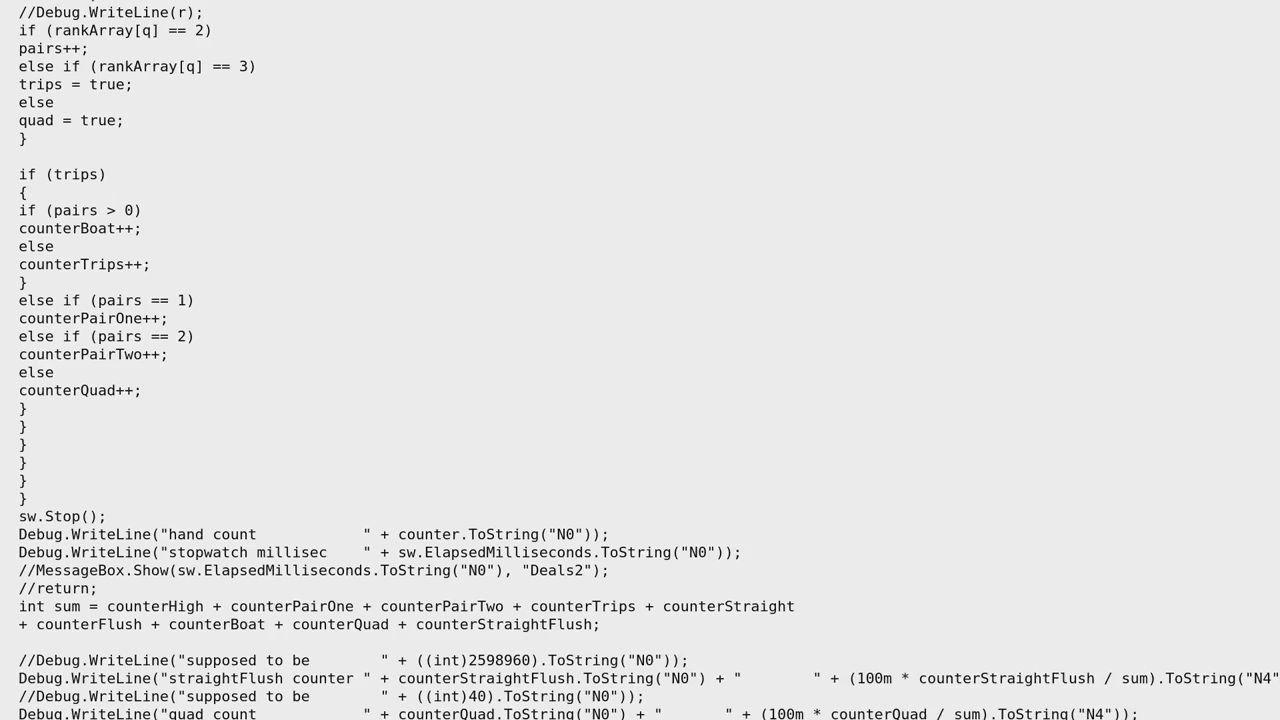 //Debug.WriteLine(r);
if (rankArray[q] == 2)
pairs++;
else if (rankArray[q] == 3)
trips = true;
else
quad = true;
}

if (trips)
{
if (pairs > 0)
counterBoat++;
else
counterTrips++;
}
else if (pairs == 1)
counterPairOne++;
else if (pairs == 2)
counterPairTwo++;
else
counterQuad++;
}
}
}
}
}
}
sw.Stop();
Debug.WriteLine("hand count            " + counter.ToString("N0"));
Debug.WriteLine("stopwatch millisec    " + sw.ElapsedMilliseconds.ToString("N0"));
//MessageBox.Show(sw.ElapsedMilliseconds.ToString("N0"), "Deals2");
//return;
int sum = counterHigh + counterPairOne + counterPairTwo + counterTrips + counterStraight
+ counterFlush + counterBoat + counterQuad + counterStraightFlush;

//Debug.WriteLine("supposed to be        " + ((int)2598960).ToString("N0"));
Debug.WriteLine("straightFlush counter " + counterStraightFlush.ToString("N0") + "        " + (100m * counterStraightFlush / sum).ToString("N4"
//Debug.WriteLine("supposed to be        " + ((int)40).ToString("N0"));
Debug.WriteLine("quad count            " + counterQuad.ToString("N0") + "       " + (100m * counterQuad / sum).ToString("N4"));